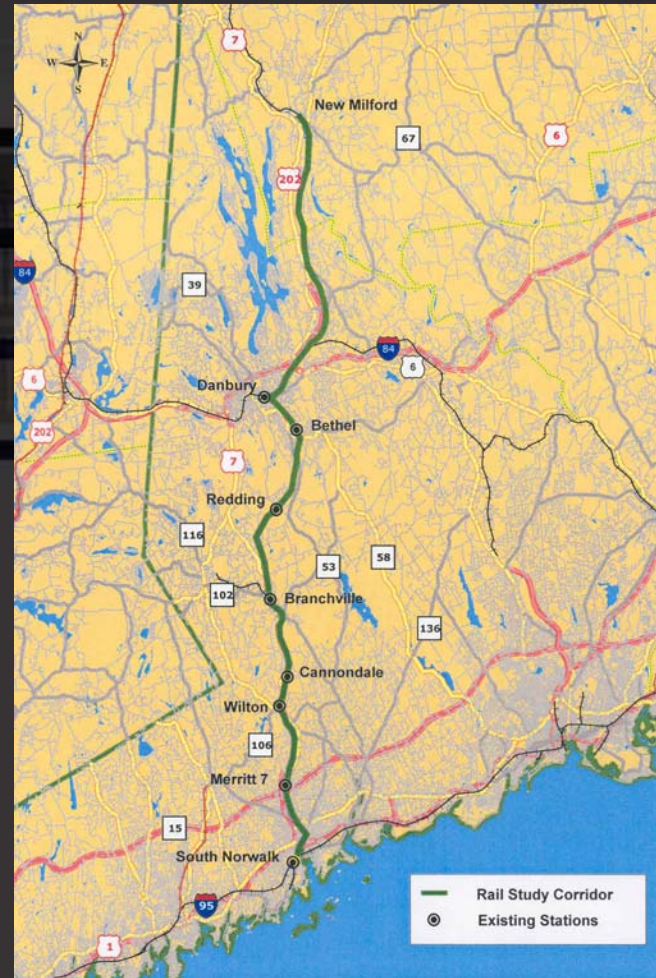 N
W E
S
7
New Milford
67
6
202
84
39
84
6
6
Danbury
202
Bethel
7
Redding
116
53
58
102
Branchville
136
Cannondale
Wilton
106
Merritt 7
15
South Norwalk
Rail Study Corridor
95
Existing Stations
1